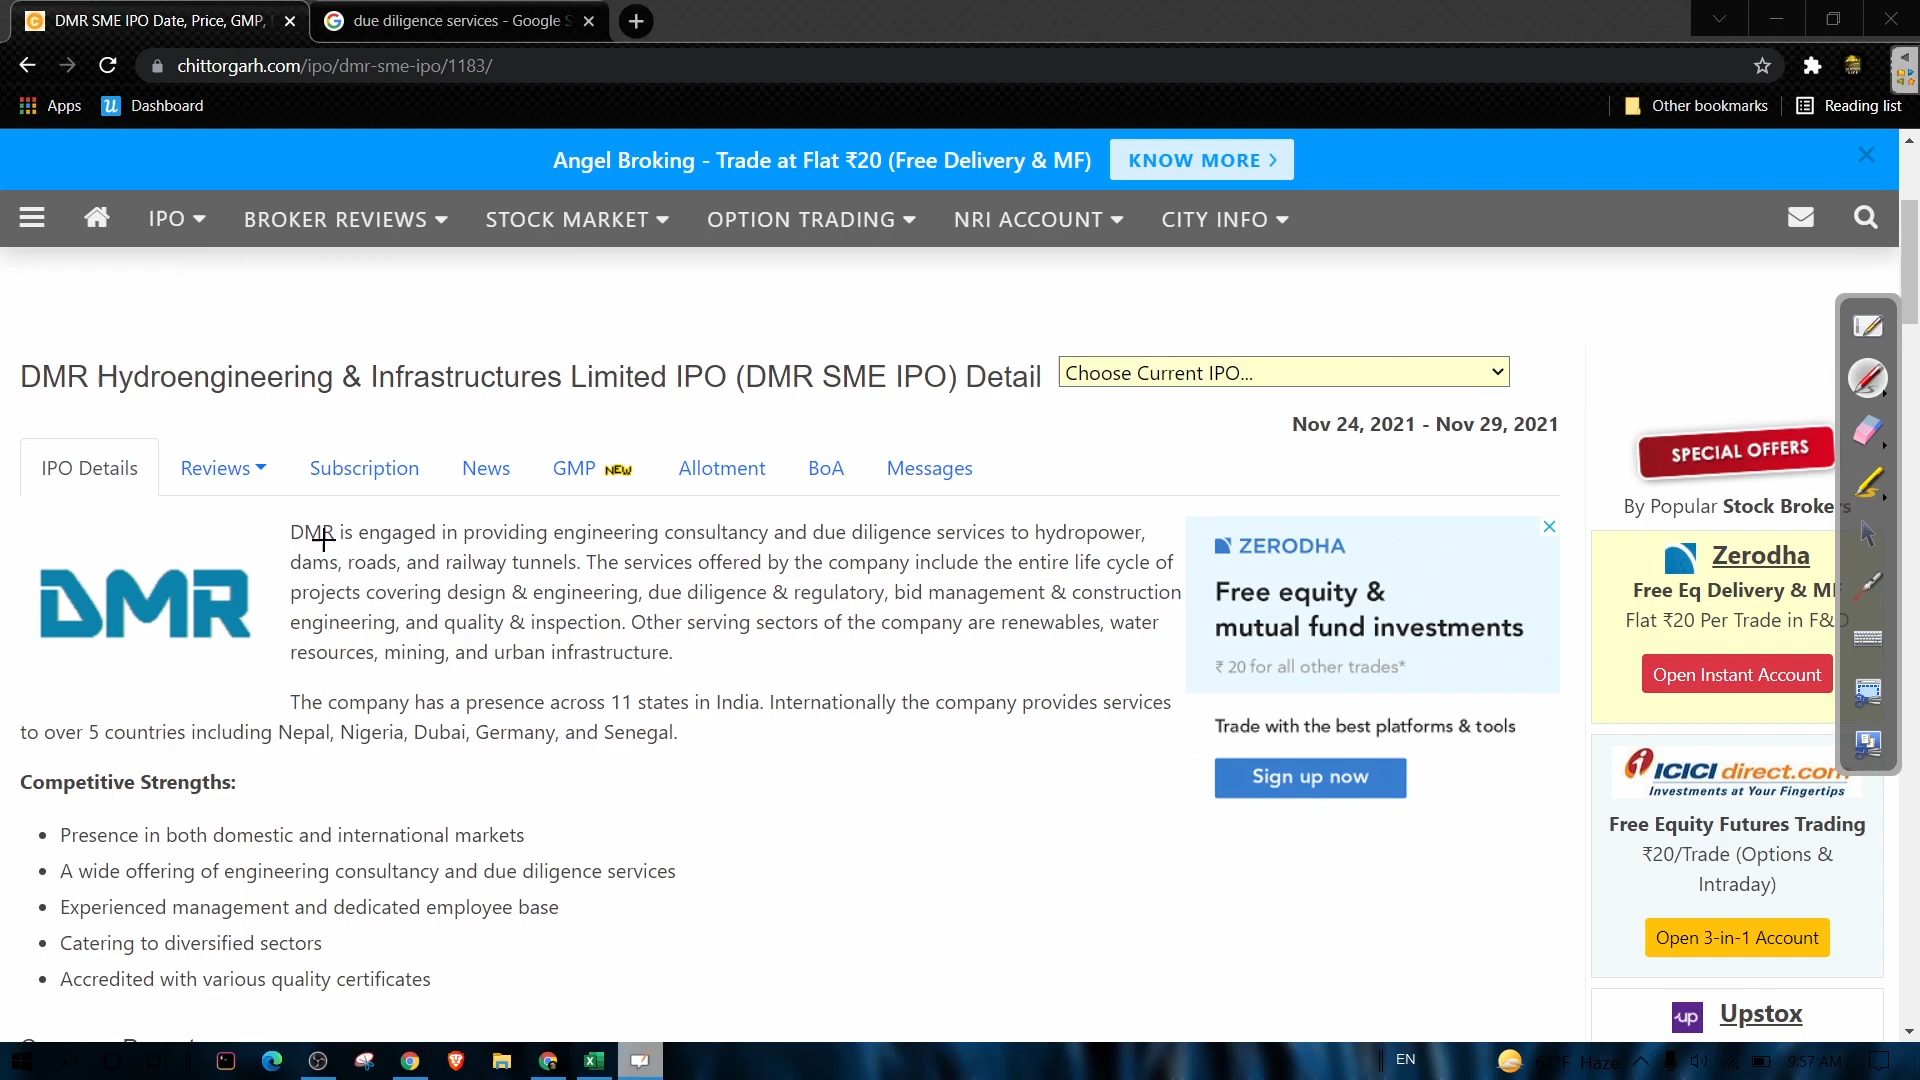 DMR SME IPO Date, Price, GMP,
due diligence services - Google S
chittorgarh.com/ipo/dmr-sme-ipo/1183/
Apps
Dashboard
Other bookmarks
Reading list
Angel Broking - Trade at Flat ₹20 (Free Delivery & MF)
KNOW MORE
IPO
BROKER REVIEWS
STOCK MARKET
OPTION TRADING
NRI ACCOUNT
CITY INFO
DMR Hydroengineering & Infrastructures Limited IPO (DMR SME IPO) Detail
Choose Current IPO...
Nov 24, 2021 - Nov 29, 2021
IPO Details
Reviews
Subscription
News
GMP NEW
Allotment
BoA
Messages
DMR
DMR is engaged in providing engineering consultancy and due diligence services to hydropower,
dams, roads, and railway tunnels. The services offered by the company include the entire life cycle of
projects covering design & engineering, due diligence & regulatory, bid management & construction
engineering, and quality & inspection. Other serving sectors of the company are renewables, water
resources, mining, and urban infrastructure.
The company has a presence across 11 states in India. Internationally the company provides services
to over 5 countries including Nepal, Nigeria, Dubai, Germany, and Senegal.
Competitive Strengths:
Presence in both domestic and international markets
A wide offering of engineering consultancy and due diligence services
Experienced management and dedicated employee base
Catering to diversified sectors
Accredited with various quality certificates
ZERODHA
Free equity &
mutual fund investments
₹ 20 for all other trades*
Trade with the best platforms & tools
Sign up now
SPECIAL OFFERS
By Popular Stock Brokers
Zerodha
Free Eq Delivery & MF
Flat ₹20 Per Trade in F&O
Open Instant Account
ICICI direct.com
Investments at Your Fingertips
Free Equity Futures Trading
₹20/Trade (Options &
Intraday)
Open 3-in-1 Account
up
Upstox
EN
67°F Haze
9:57 AM